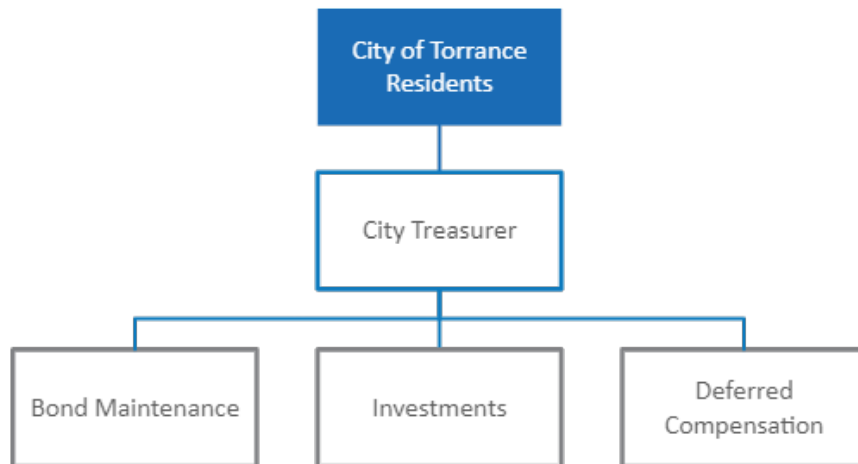 City of Torrance
Residents
City Treasurer
Bond Maintenance
Investments
Deferred
Compensation